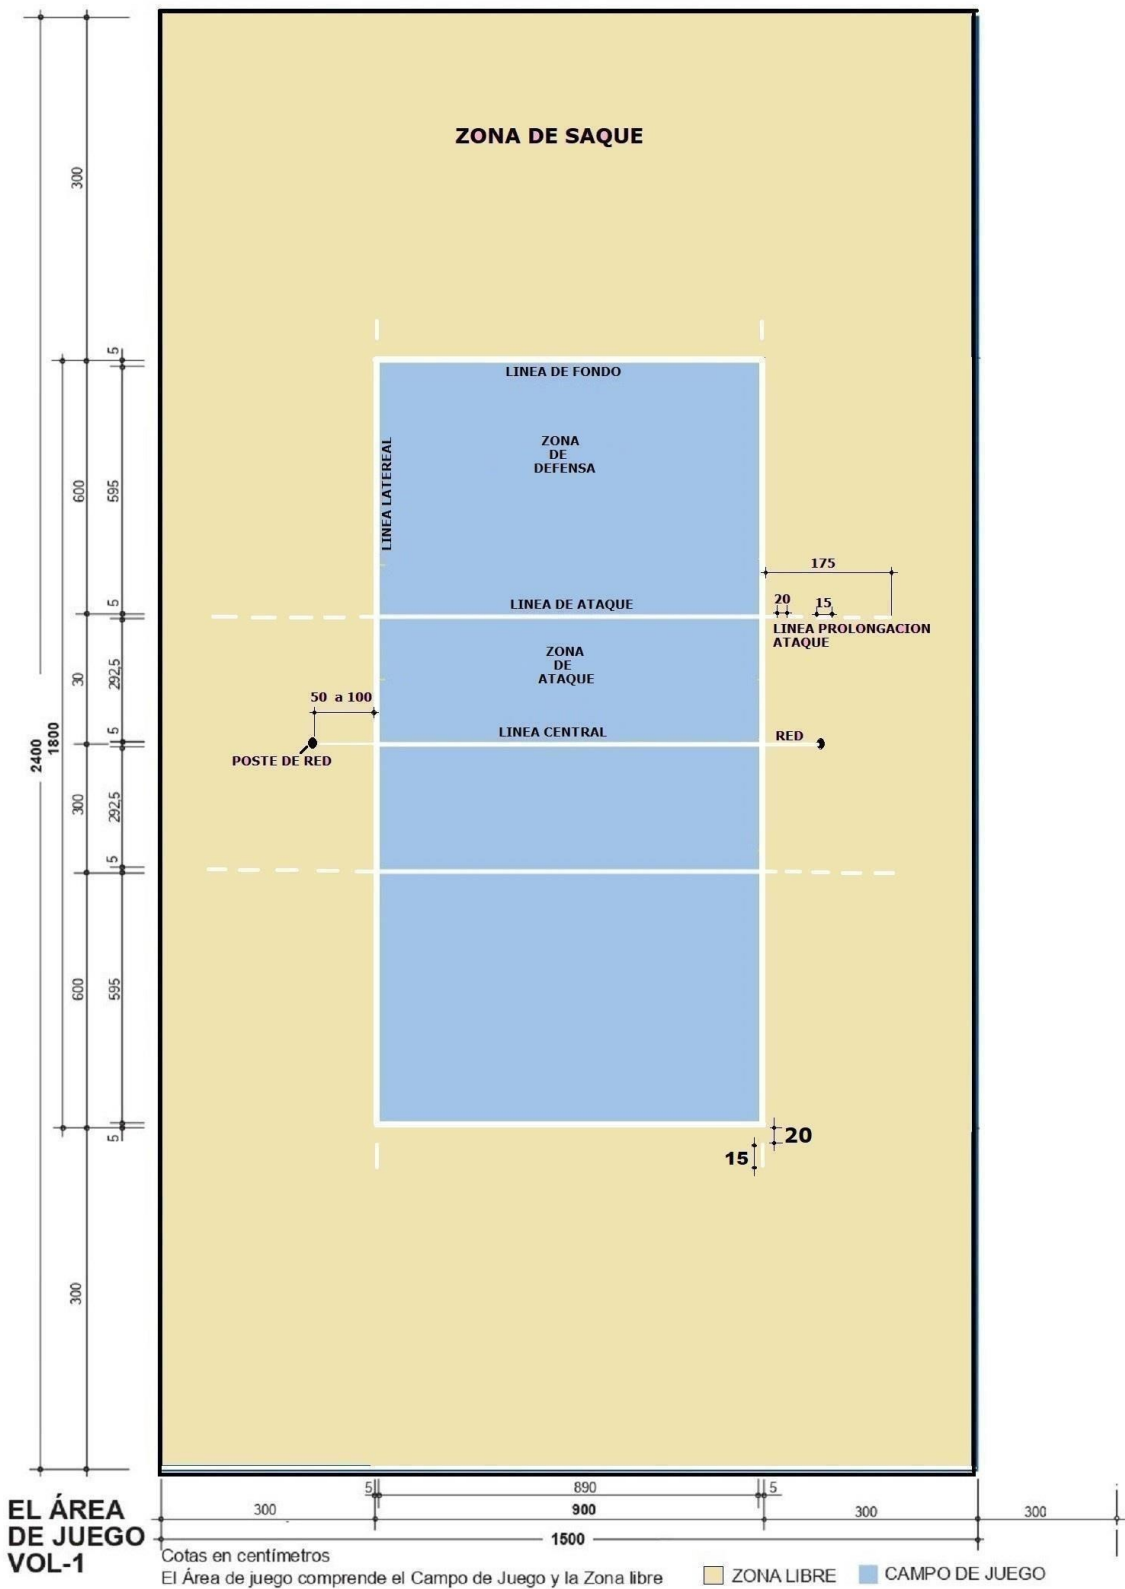 ZONA DE SAQUE
300
5
LINEA DE FONDO
ZONA
DE
DEFENSA
LINEA LATEREAL
600
595
175
5
LINEA DE ATAQUE
20
15
LINEA PROLONGACION
ATAQUE
ZONA
DE
ATAQUE
30
292,5
50 a 100
5
LINEA CENTRAL
RED
POSTE DE RED
2400
1800
300
292,5
5
600
595
5
20
15
300
5
890
5
300
900
300
300
1500
EL ÁREA
DE JUEGO
VOL-1
Cotas en centímetros
El Área de juego comprende el Campo de Juego y la Zona libre
ZONA LIBRE
CAMPO DE JUEGO